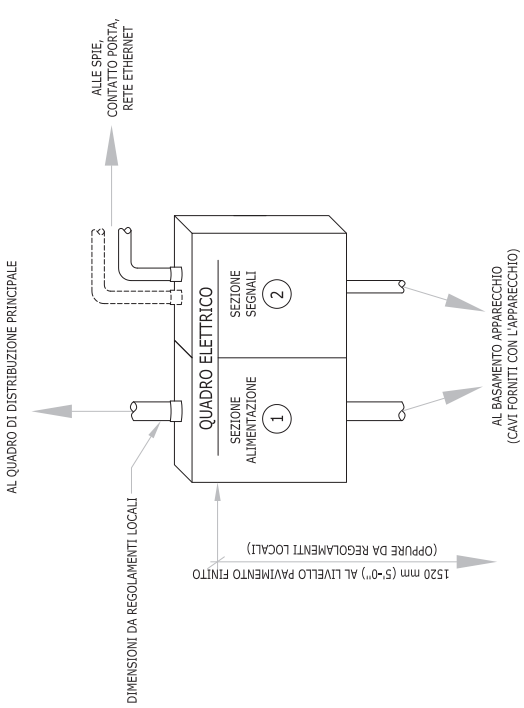 AL QUADRO DI DISTRIBUZIONE PRINCIPALE
ALLE SPIE,
CONTATTO PORTA,
RETE ETHERNET
DIMENSIONI DA REGOLAMENTI LOCALI
QUADRO ELETTRICO
SEZIONE
ALIMENTAZIONE
1
SEZIONE
SEGNALI
2
1520 mm (5'-0") AL LIVELLO PAVIMENTO FINITO
(OPPURE DA REGOLAMENTI LOCALI)
AL BASAMENTO APPARECCHIO
(CAVI FORNITI CON L'APPARECCHIO)